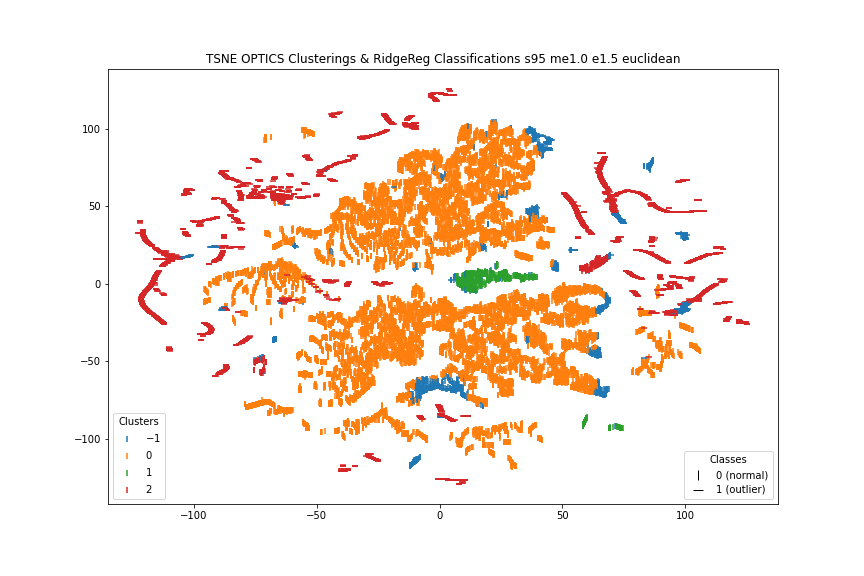 TSNE OPTICS Clusterings & RidgeReg Classifications s95 me1.0 e1.5 euclidean
100
50
0
−50
−100
Clusters
−1
0
1
2
Classes
0 (normal)
1 (outlier)
−100
−50
0
50
100